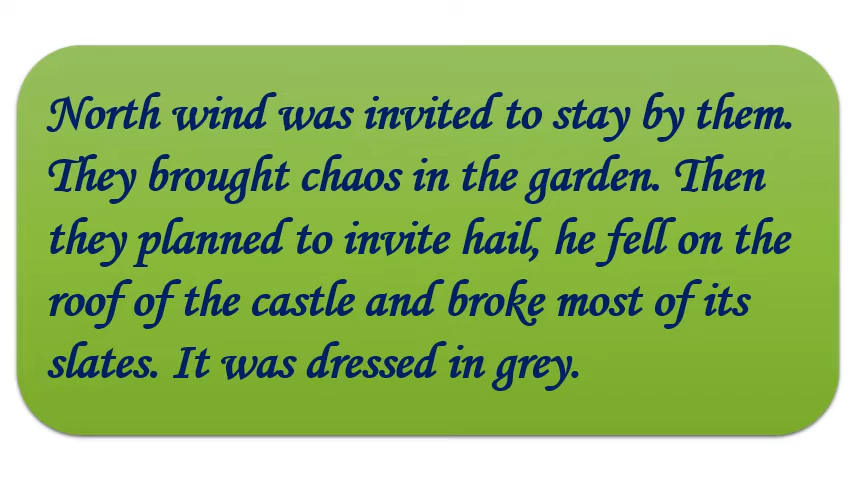 North wind was invited to stay by them.
They brought chaos in the garden. Then
they planned to invite hail, he fell on the
roof of the castle and broke most of its
slates. It was dressed in grey.